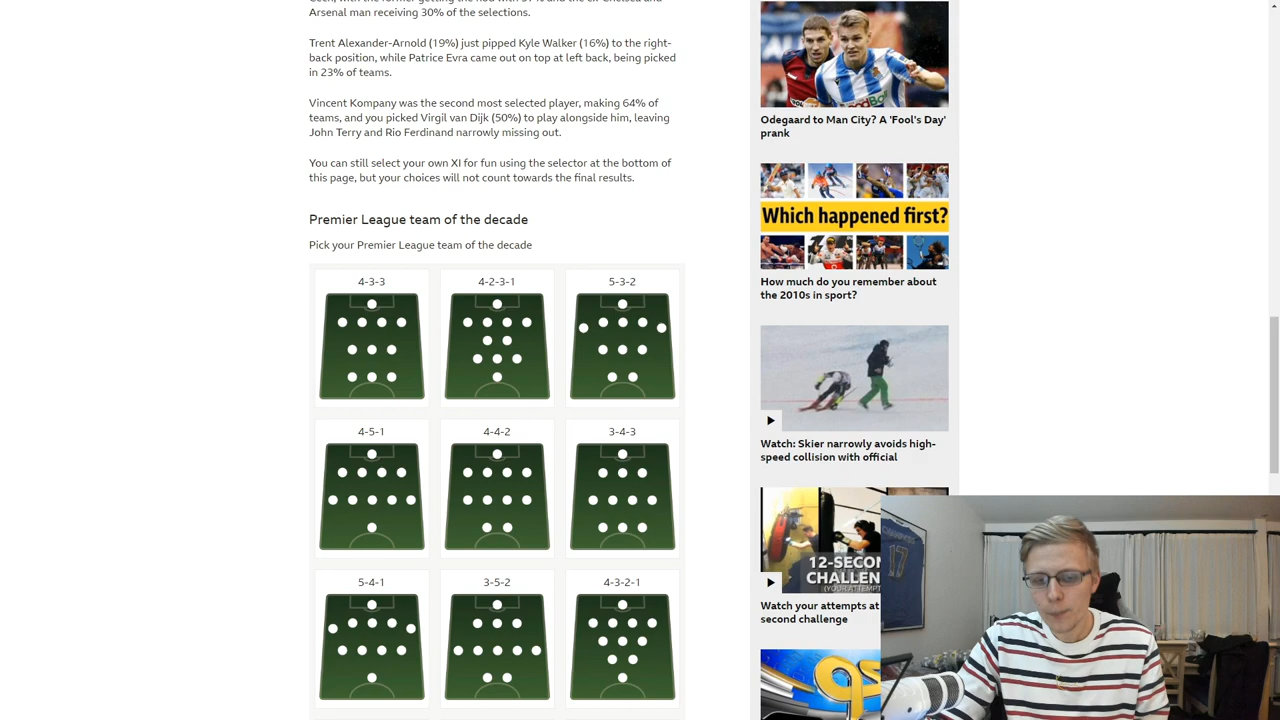 Arsenal man receiving 30% of the selections.
Trent Alexander-Arnold (19%) just pipped Kyle Walker (16%) to the right-
back position, while Patrice Evra came out on top at left back, being picked
in 23% of teams.
Vincent Kompany was the second most selected player, making 64% of
teams, and you picked Virgil van Dijk (50%) to play alongside him, leaving
John Terry and Rio Ferdinand narrowly missing out.
You can still select your own XI for fun using the selector at the bottom of
this page, but your choices will not count towards the final results.
Premier League team of the decade
Pick your Premier League team of the decade
4-3-3
4-2-3-1
5-3-2
4-5-1
4-4-2
3-4-3
5-4-1
3-5-2
4-3-2-1
Odegaard to Man City? A 'Fool's Day'
prank
Which happened first?
How much do you remember about
the 2010s in sport?
Watch: Skier narrowly avoids high-
speed collision with official
12-SECON
CHALLEN
Watch your attempts at
second challenge
17